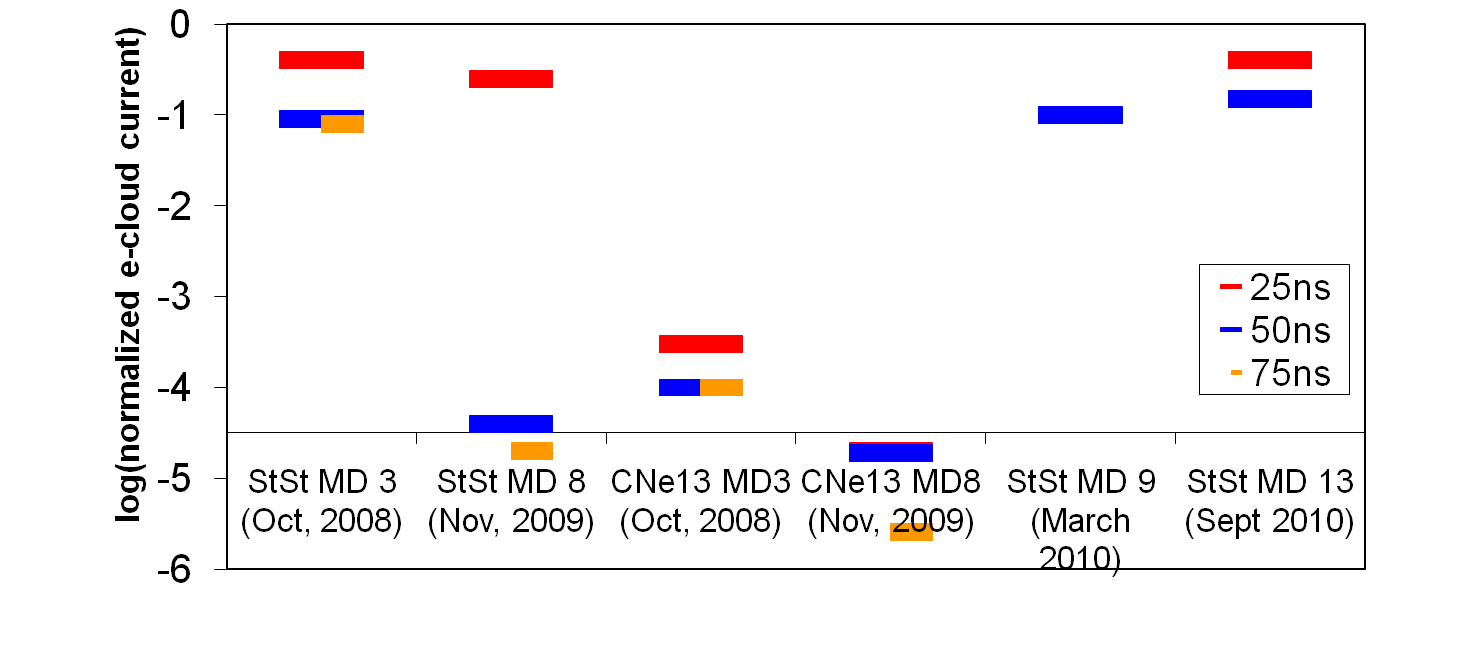 log(normalized e-cloud current)
0
-1
-2
-3
-4
-5
-6
25ns
50ns
75ns
StSt MD 3
(Oct, 2008)
StSt MD 8
(Nov, 2009)
CNe13 MD3
(Oct, 2008)
CNe13 MD8
(Nov, 2009)
StSt MD 9
(March
2010)
StSt MD 13
(Sept 2010)